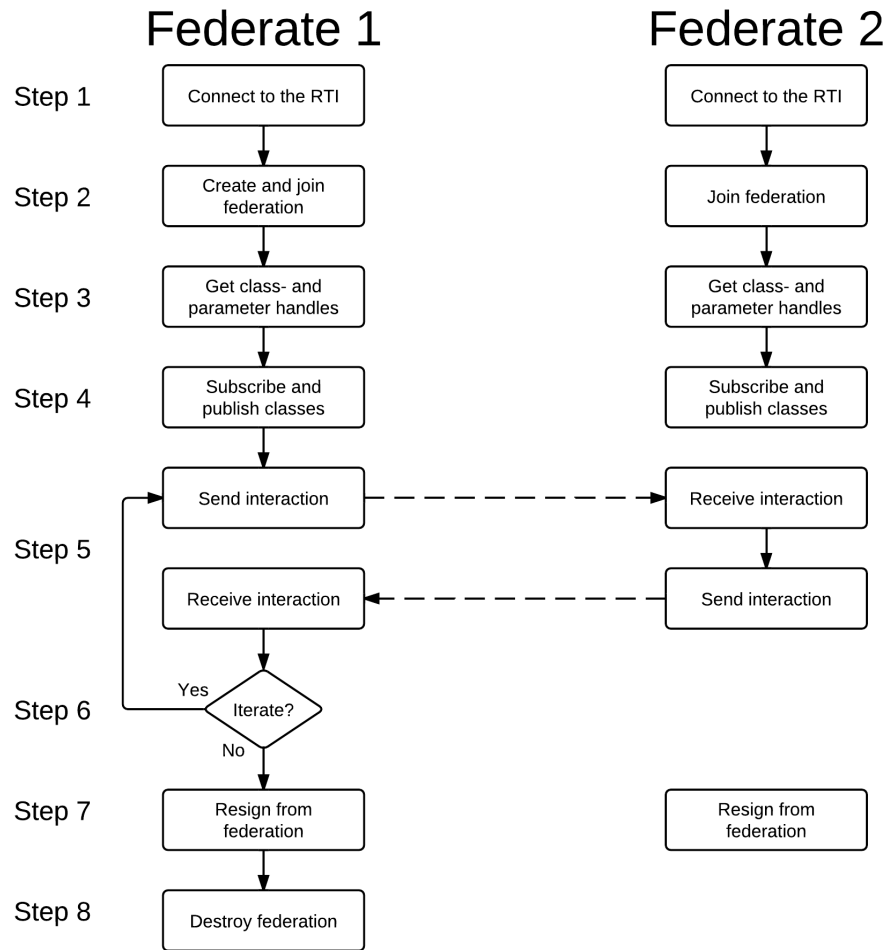 Federate 1
Federate 2
Step 1
Connect to the RTI
Connect to the RTI
Step 2
Create and join
federation
Join federation
Step 3
Get class- and
parameter handles
Get class- and
parameter handles
Step 4
Subscribe and
publish classes
Subscribe and
publish classes
Send interaction
Receive interaction
Step 5
Receive interaction
Send interaction
Yes
Step 6
Iterate?
No
Step 7
Resign from
federation
Resign from
federation
Step 8
Destroy federation